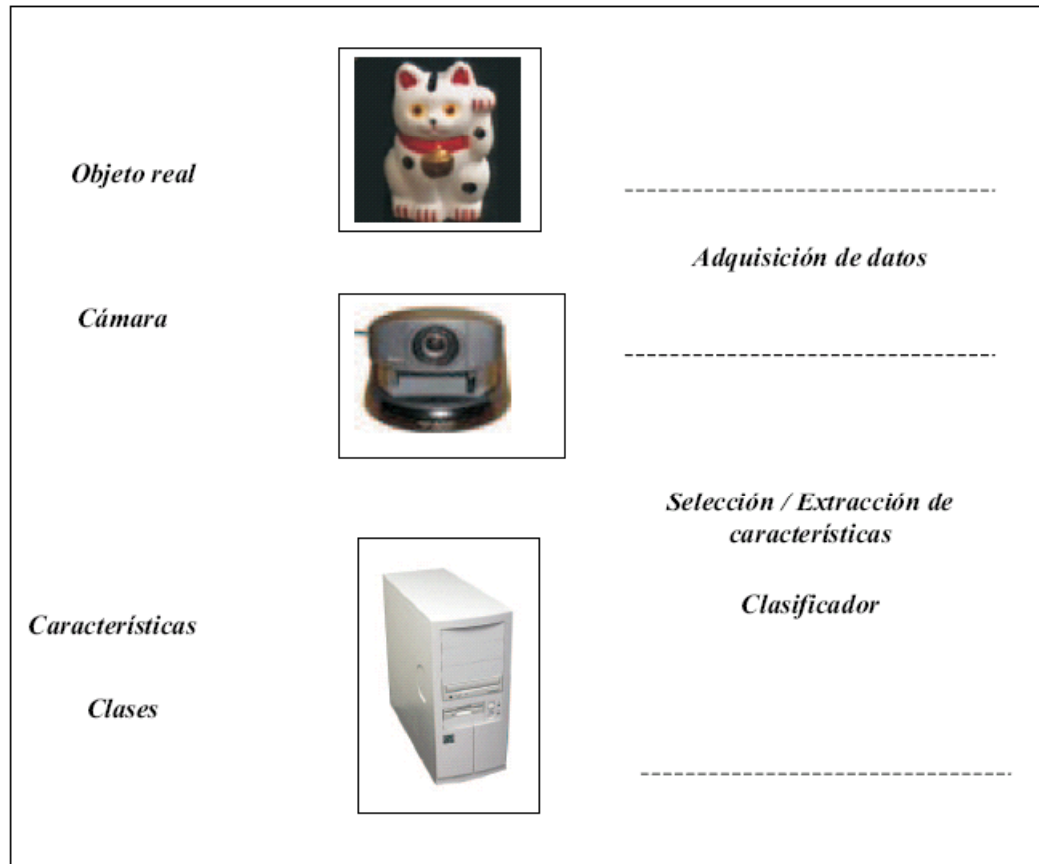 Objeto real
Adquisición de datos
Cámara
Selección / Extracción de
características
Clasificador
Características
Clases